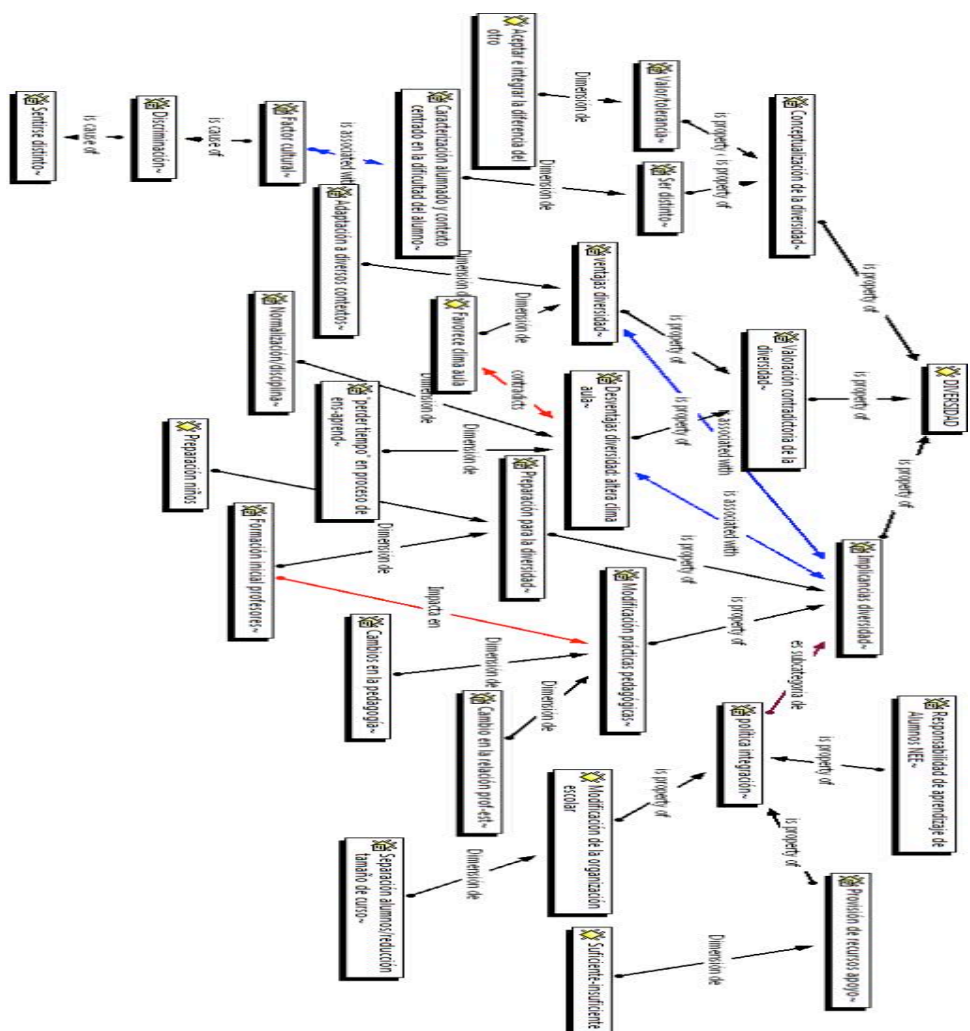 DIVERSIDAD
is property of
is property of
is property of
Conceptualización de la diversidad~
Valoración contradictoria de la
diversidad~
Implicancias diversidad~
Responsabilidad de aprendizaje de
Alumnos NEE~
is property of
is property of
is property of
is associated with
is property of
is associated with
is property of
is property of
es subcategoria de
is property of
is property of
Valor/tolerancia~
Ser distinto~
ventajas diversidad~
Desventajas diversidad: altera clima
aula~
Preparación para la diversidad~
Modificación prácticas pedagógicas~
política integración~
Provisión de recursos apoyo~
is property of
Dimensión de
Dimensión de
Dimensión de
Dimensión de
contradicts
Dimensión de
Dimensión de
Dimensión de
Impacta en
Dimensión de
Dimensión de
Modificación de la organización
escolar
Dimensión de
Suficiente-insuficiente
Dimensión de
Aceptar e integrar la diferencia del
otro
Caracterización alumnado y contexto
centrado en la dificultad del alumno~
Adaptación a diversos contextos~
Favorece clima aula
Normalización/disciplina~
"perder tiempo" en proceso de
ens-aprend~
Preparación niños
Formación inicial profesores~
Cambios en la pedagogía~
Cambio en la relación prof-est~
Separación alumnos/reducción
tamaño de curso~
is associated with
Factor cultural~
is cause of
Discriminación~
is cause of
Sentirse distinto~